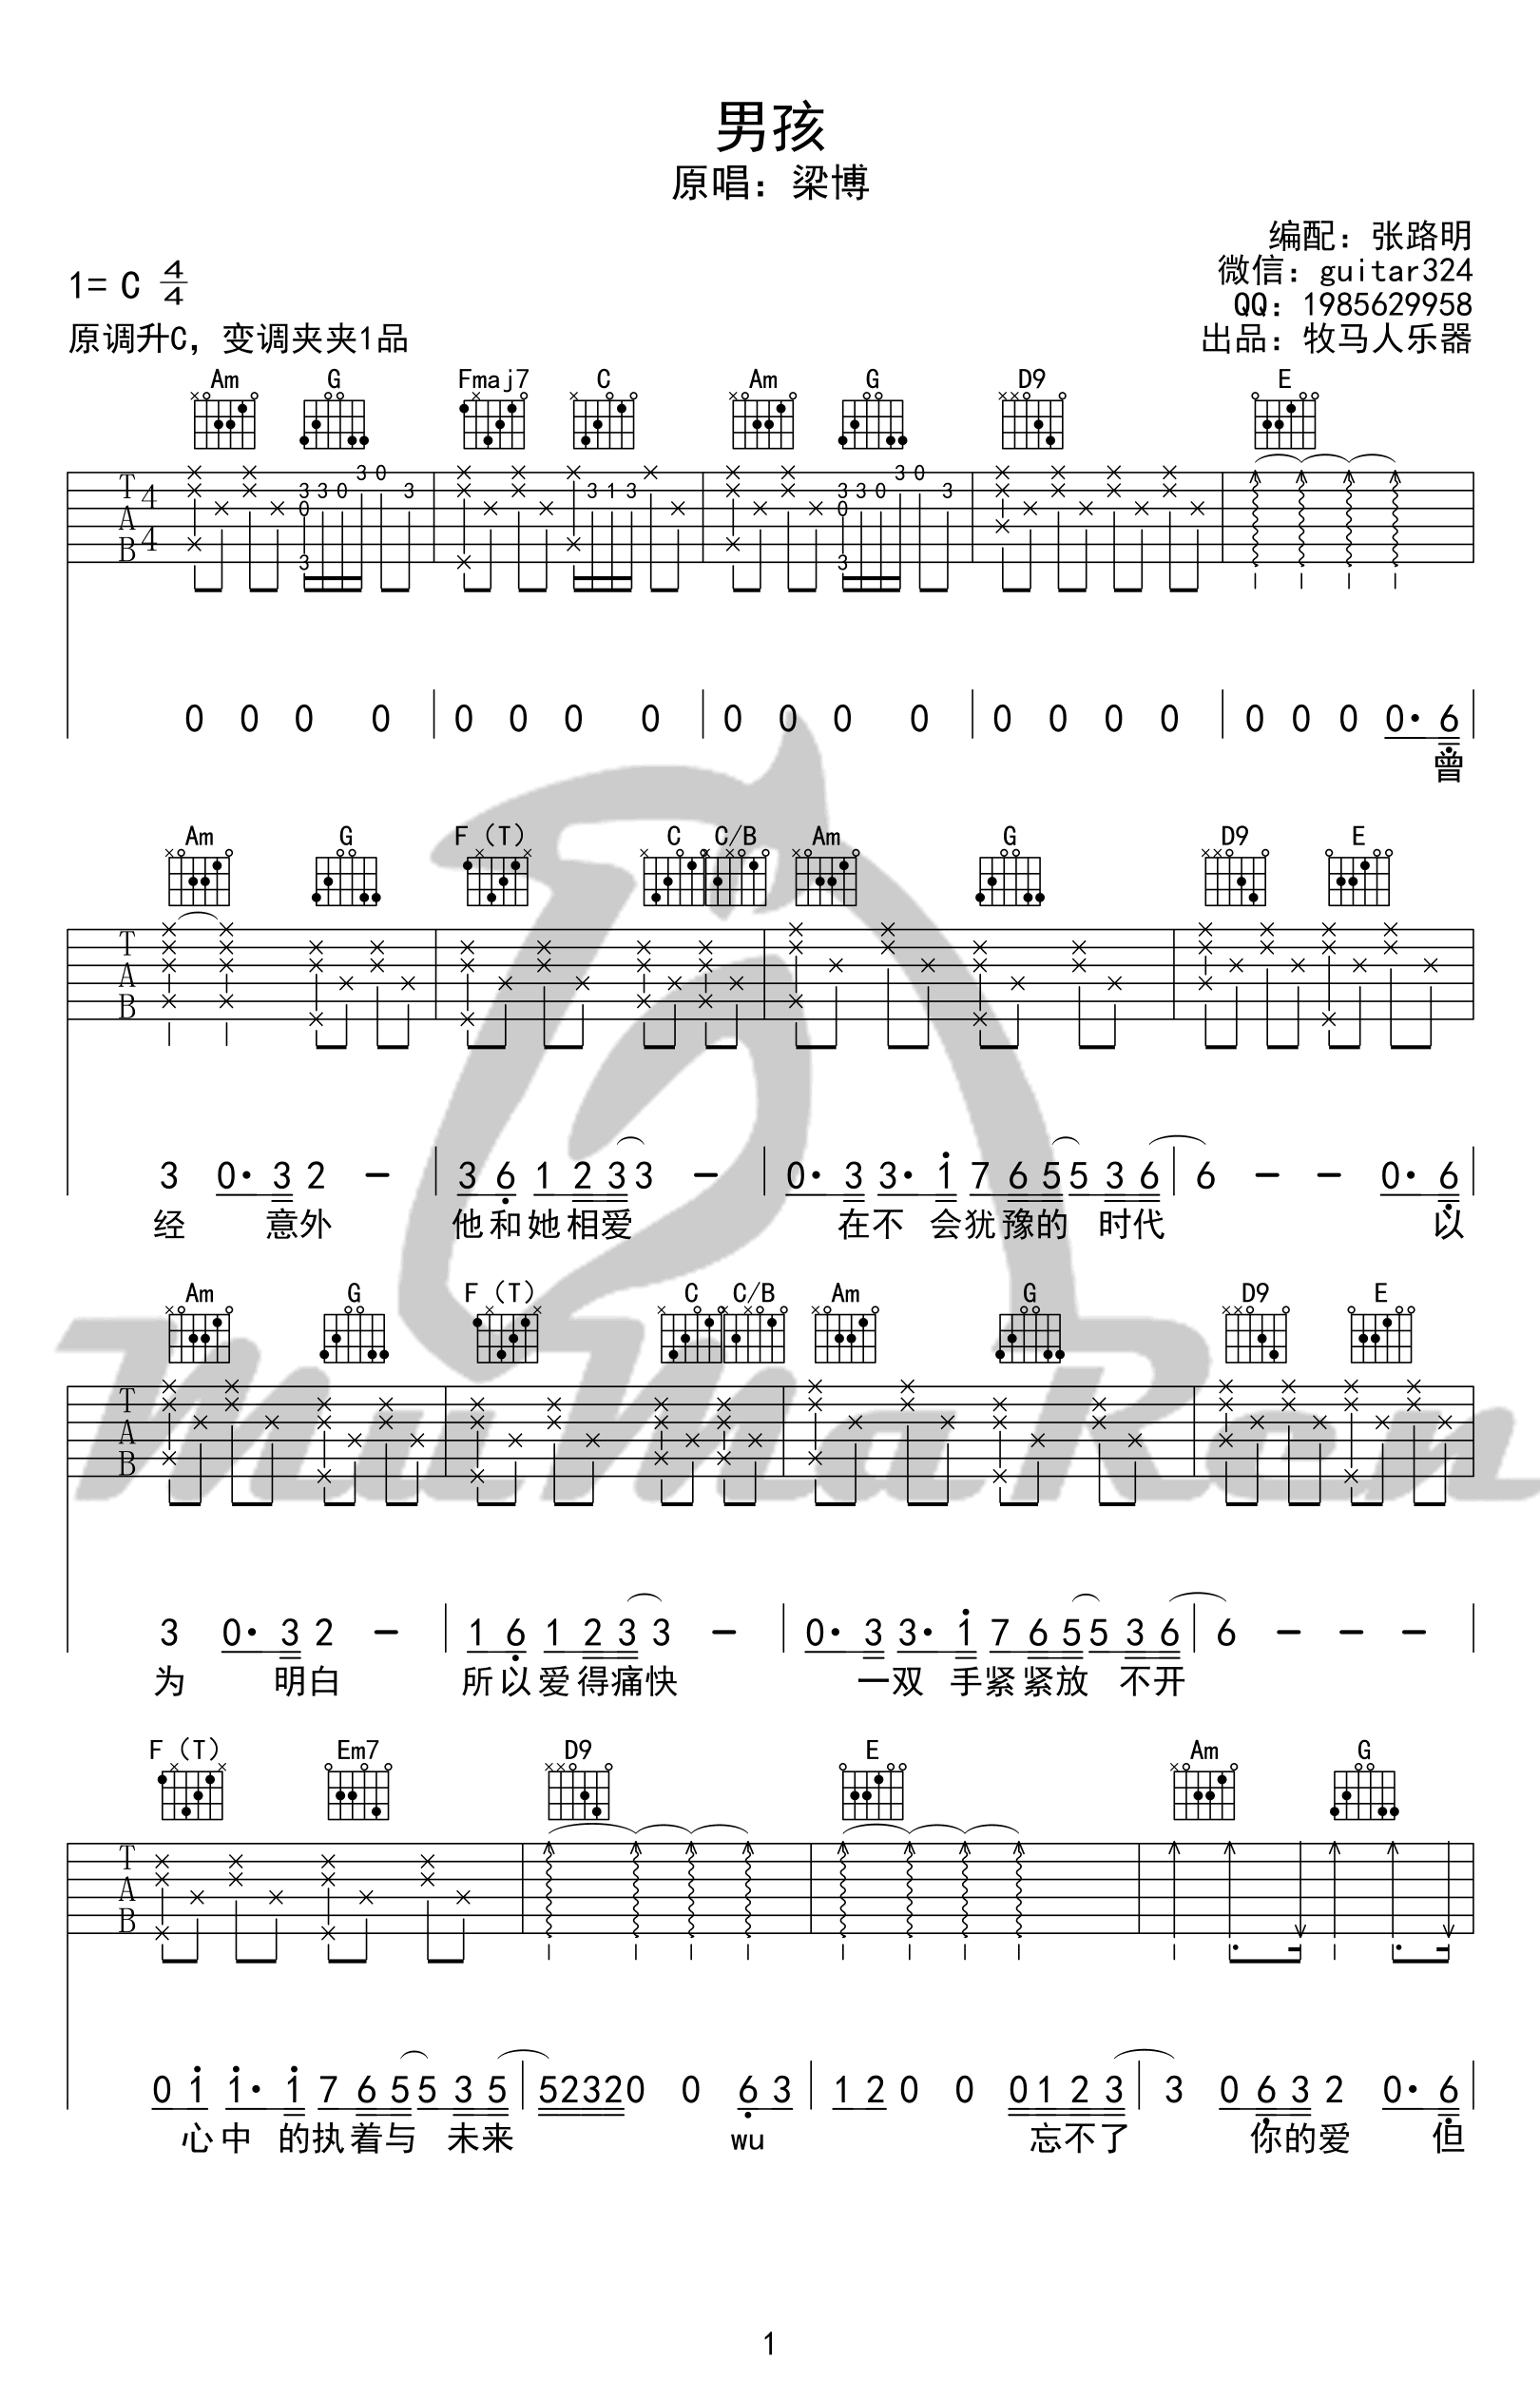 男孩
原唱：梁博
编配：张路明
1= C 4/4
微信：guitar324
QQ：1985629958
原调升C，变调夹夹1品
出品：牧马人乐器
Am G Fmaj7 C Am G D9 E
T A B 4/4
3 0 3 0
3 3 0 3 3 1 3 3 3 0 3
0 0
3 3
0 0 0 0 0 0 0 0 0 0 0 0 0 0 0 0 0 0 0 0· 6
曾
Am G F（T） C C/B Am G D9 E
T A B
3 0· 3 2 - 3 6 1 2 3 3 - 0· 3 3· 1 7 6 5 5 3 6 6 - - 0· 6
经 意外 他和她相爱 在不 会犹豫的 时代 以
Am G F（T） C C/B Am G D9 E
T A B
3 0· 3 2 - 1 6 1 2 3 3 - 0· 3 3· 1 7 6 5 5 3 6 6 - - -
为 明白 所以爱得痛快 一双 手紧紧放 不开
F（T） Em7 D9 E Am G
T A B
0 1 1· 1 7 6 5 5 3 5 5 2 3 2 0 0 6 3 1 2 0 0 0 1 2 3 3 0 6 3 2 0· 6
心中 的执着与 未来 wu 忘不了 你的爱 但
MuMaRen
1